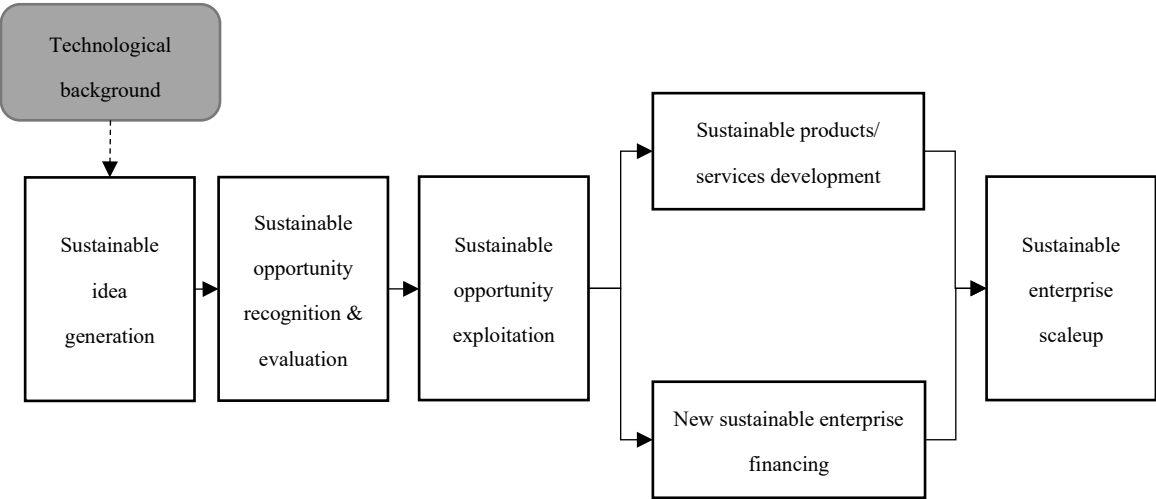 Technological
background
Sustainable
idea
generation
Sustainable
opportunity
recognition &
evaluation
Sustainable
opportunity
exploitation
Sustainable products/
services development
New sustainable enterprise
financing
Sustainable
enterprise
scaleup